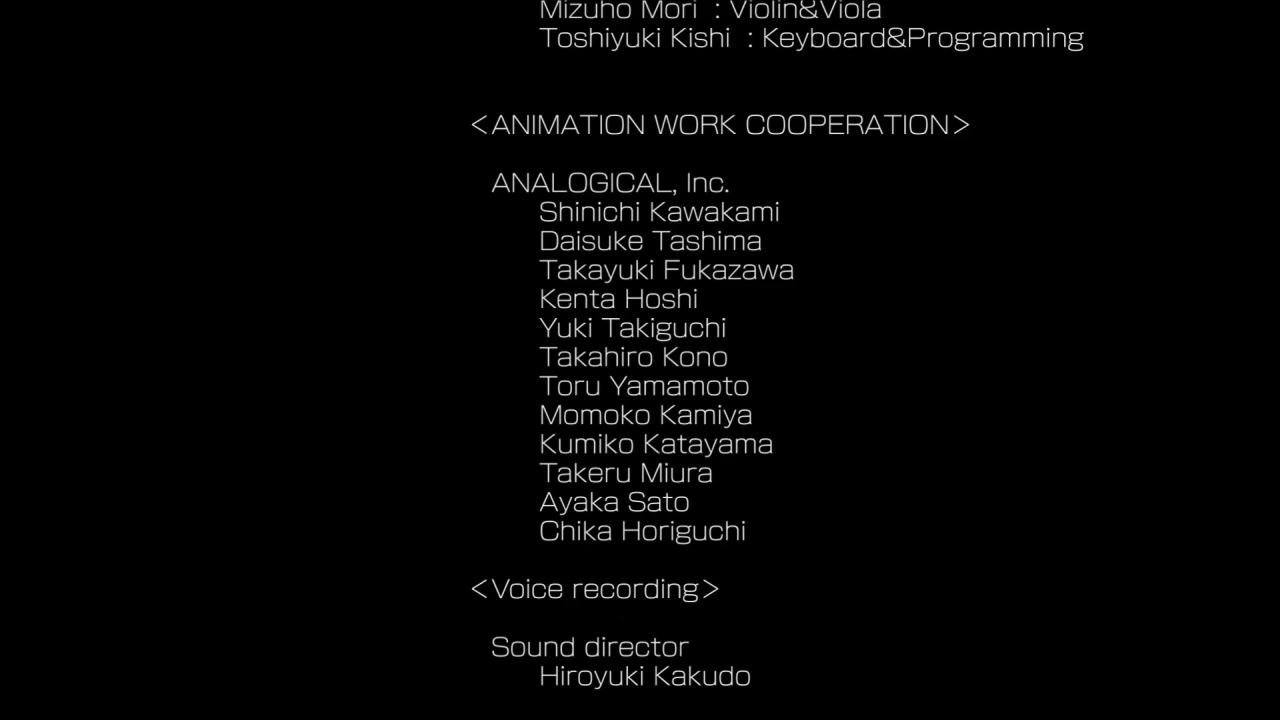 Mizuho Mori : Violin&Viola
Toshiyuki Kishi : Keyboard&Programming
<ANIMATION WORK COOPERATION>
ANALOGICAL, Inc.
Shinichi Kawakami
Daisuke Tashima
Takayuki Fukazawa
Kenta Hoshi
Yuki Takiguchi
Takahiro Kono
Toru Yamamoto
Momoko Kamiya
Kumiko Katayama
Takeru Miura
Ayaka Sato
Chika Horiguchi
<Voice recording>
Sound director
Hiroyuki Kakudo